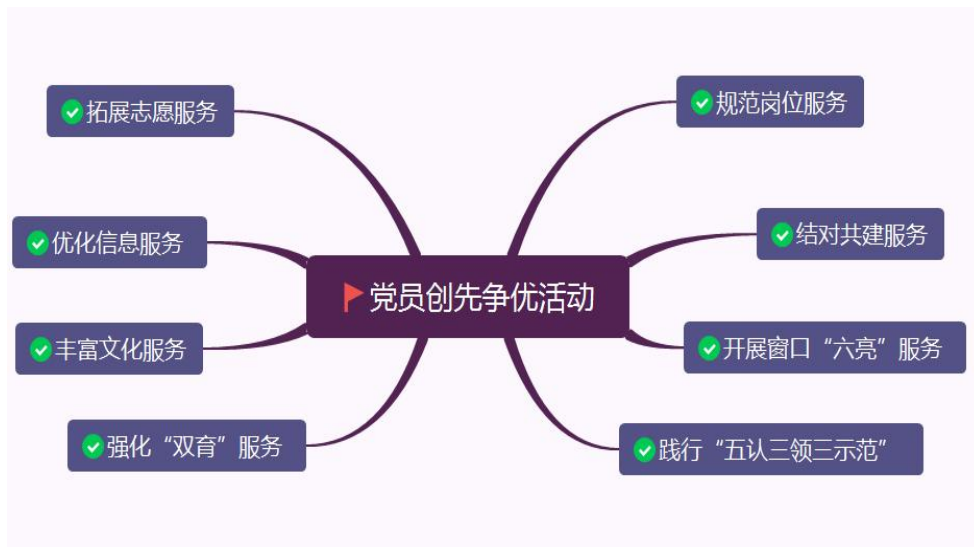 拓展志愿服务
规范岗位服务
优化信息服务
结对共建服务
党员创先争优活动
丰富文化服务
开展窗口“六亮”服务
强化“双育”服务
践行“五认三领三示范”